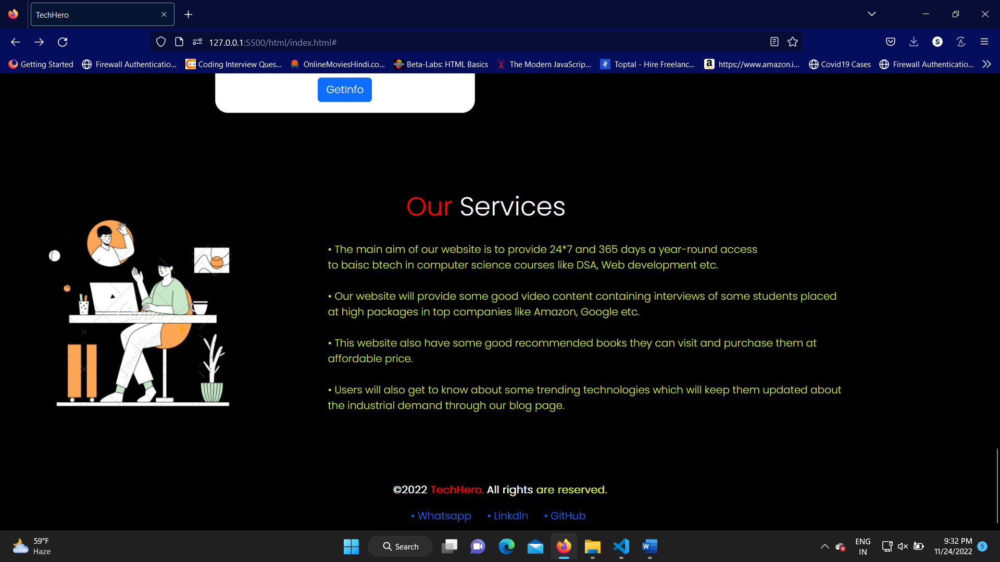 TechHero
127.0.0.1:5500/html/index.html#
S
Getting Started
Firewall Authenticatio...
Coding Interview Ques...
OnlineMoviesHindi.co...
Beta-Labs: HTML Basics
The Modern JavaScrip...
Toptal - Hire Freelanc...
https://www.amazon.i...
Covid19 Cases
Firewall Authenticatio...
GetInfo
Our Services
• The main aim of our website is to provide 24*7 and 365 days a year-round access
to baisc btech in computer science courses like DSA, Web development etc.
• Our website will provide some good video content containing interviews of some students placed
at high packages in top companies like Amazon, Google etc.
• This website also have some good recommended books they can visit and purchase them at
affordable price.
• Users will also get to know about some trending technologies which will keep them updated about
the industrial demand through our blog page.
Canva
©2022 TechHero. All rights are reserved.
• Whatsapp • LinkdIn • GitHub
59°F
Haze
Search
ENG
IN
9:32 PM
11/24/2022
5